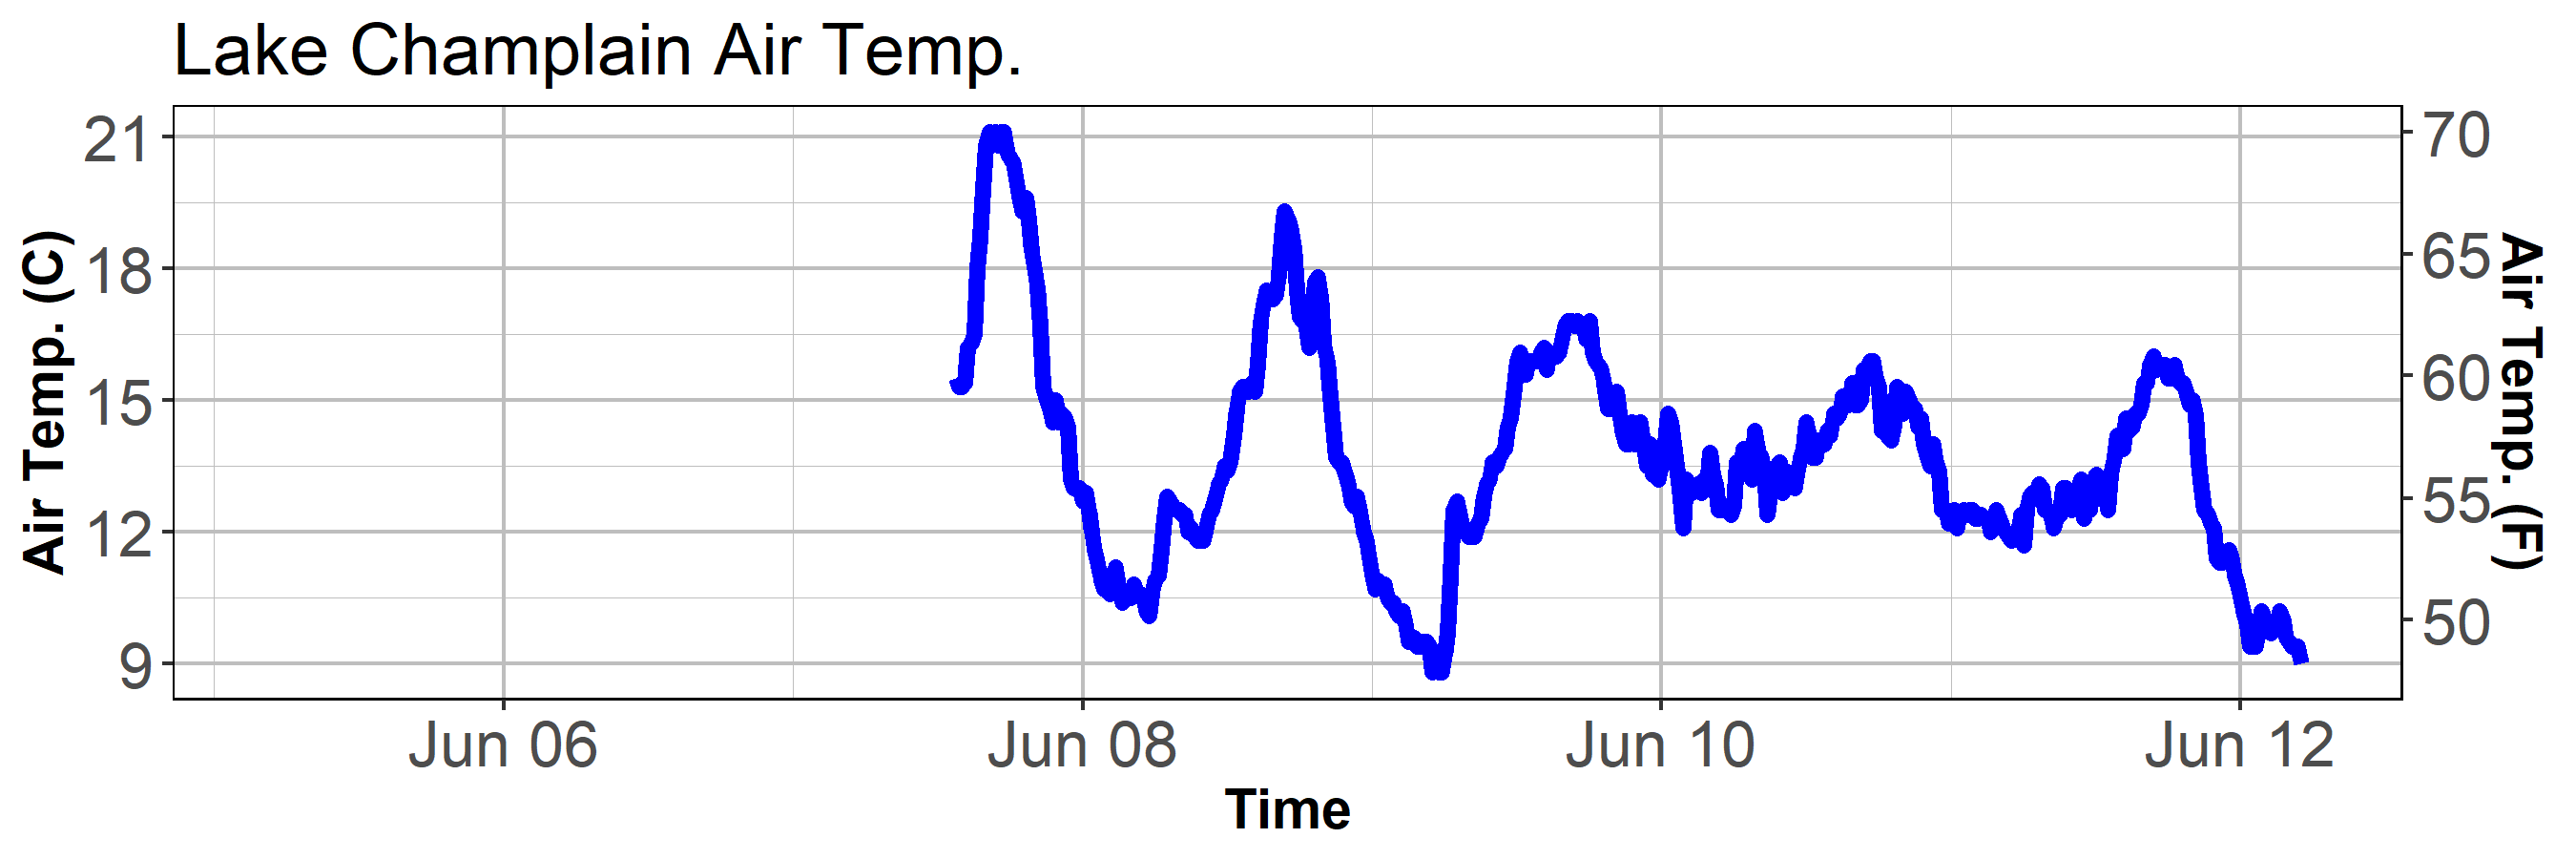 Lake Champlain Air Temp.
21
18
15
12
9
Air Temp. (C)
70
65
60
55
50
Air Temp. (F)
Jun 06
Jun 08
Jun 10
Jun 12
Time